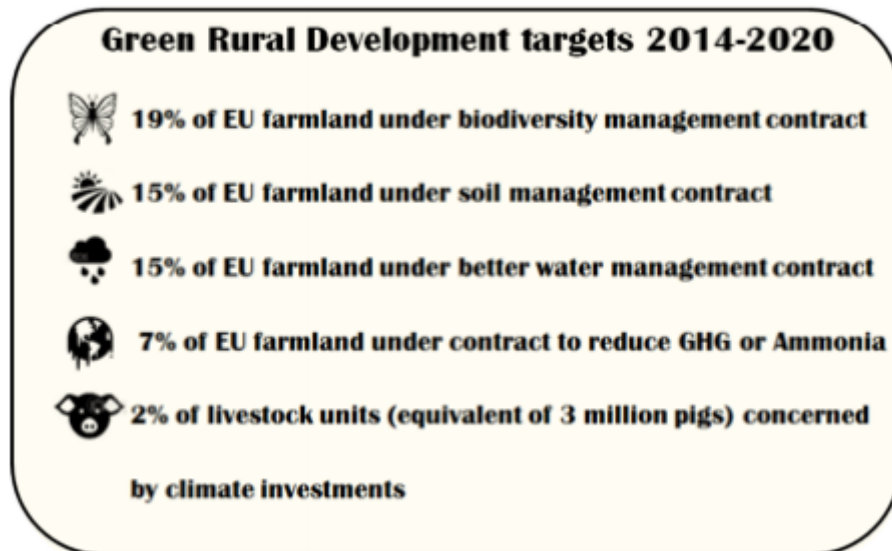 Green Rural Development targets 2014-2020
19% of EU farmland under biodiversity management contract
15% of EU farmland under soil management contract
15% of EU farmland under better water management contract
7% of EU farmland under contract to reduce GHG or Ammonia
2% of livestock units (equivalent of 3 million pigs) concerned
by climate investments